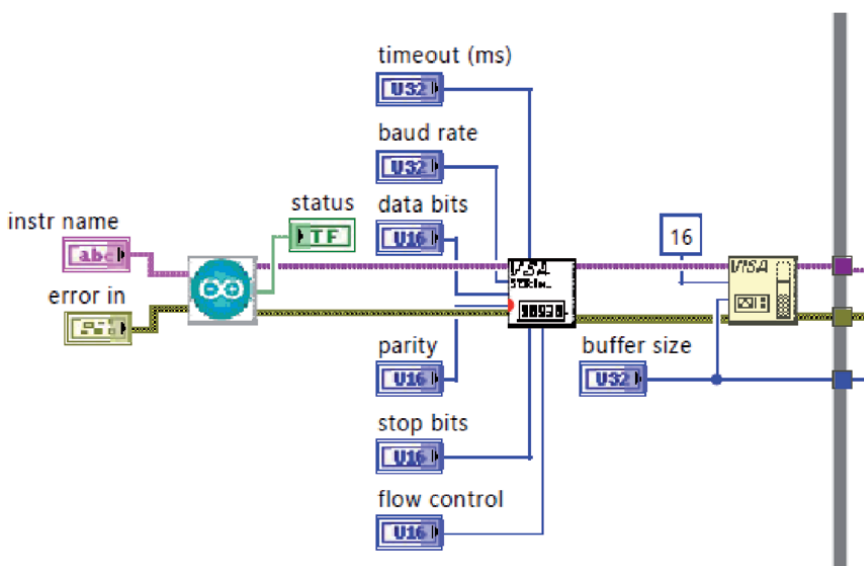 timeout (ms)
U32
baud rate
U32
status
TF
data bits
U16
instr name
abc
16
VISA
VISA
error in
parity
U16
buffer size
U32
stop bits
U16
flow control
U16